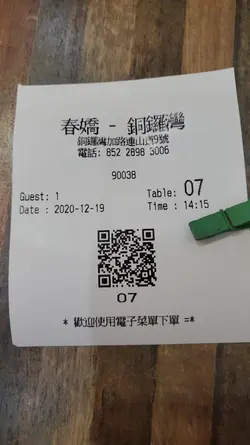 春嬌 - 銅鑼灣
銅鑼灣加路連山道9號
電話: 852 2898 3006
90038
Guest: 1
Table: 07
Date : 2020-12-19
Time : 14:15
07
* 歡迎使用電子菜單下單 =*